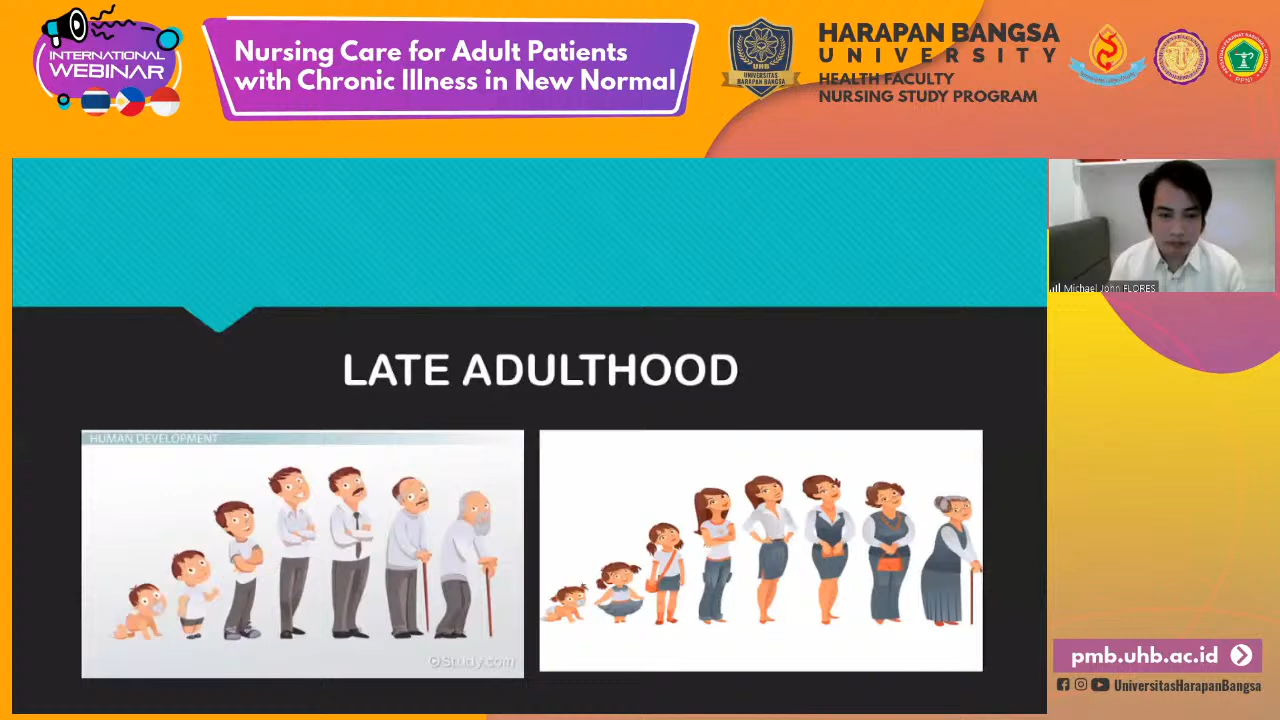 INTERNATIONAL
WEBINAR
Nursing Care for Adult Patients
with Chronic Illness in New Normal
UHB
UNIVERSITAS
HARAPAN BANGSA
HARAPAN BANGSA
UNIVERSITY
HEALTH FACULTY
NURSING STUDY PROGRAM
PPNI
Michael John FLORES
LATE ADULTHOOD
HUMAN DEVELOPMENT
©Study.com
pmb.uhb.ac.id
UniversitasHarapanBangsa